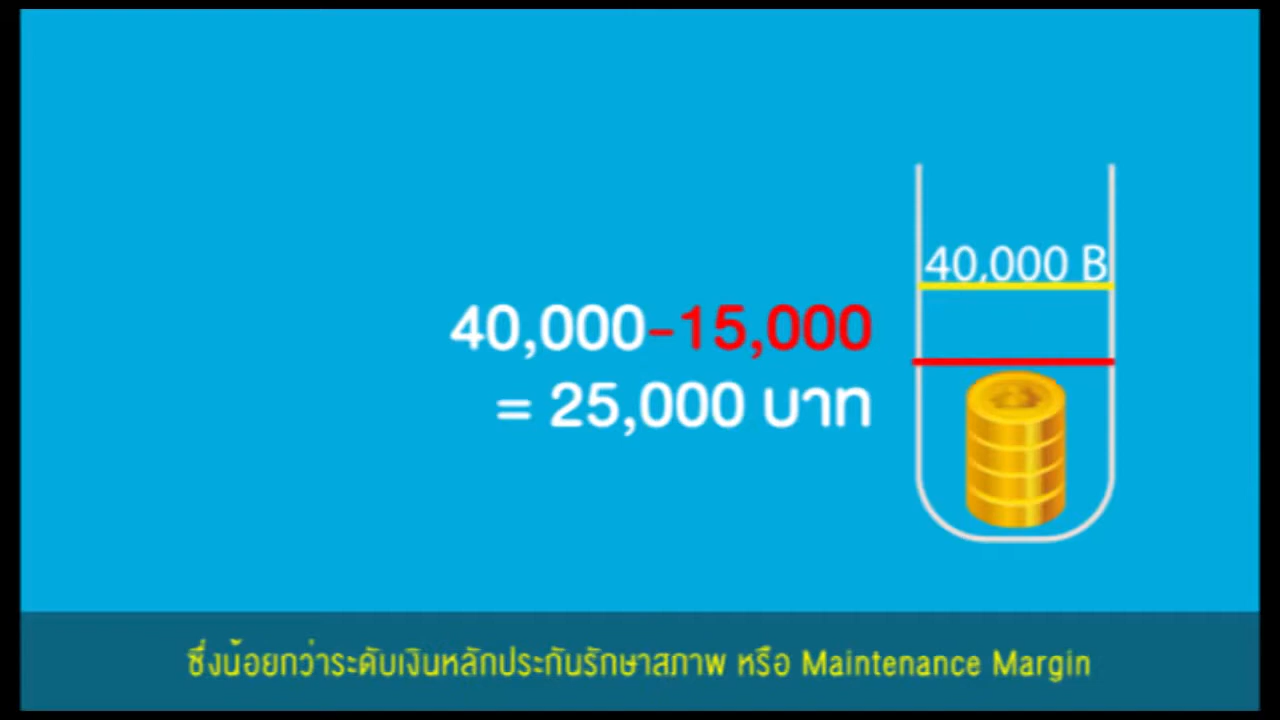 40,000 B
40,000-15,000
= 25,000 บาท
ซึ่งน้อยกว่าระดับเงินหลักประกันรักษาสภาพ หรือ Maintenance Margin